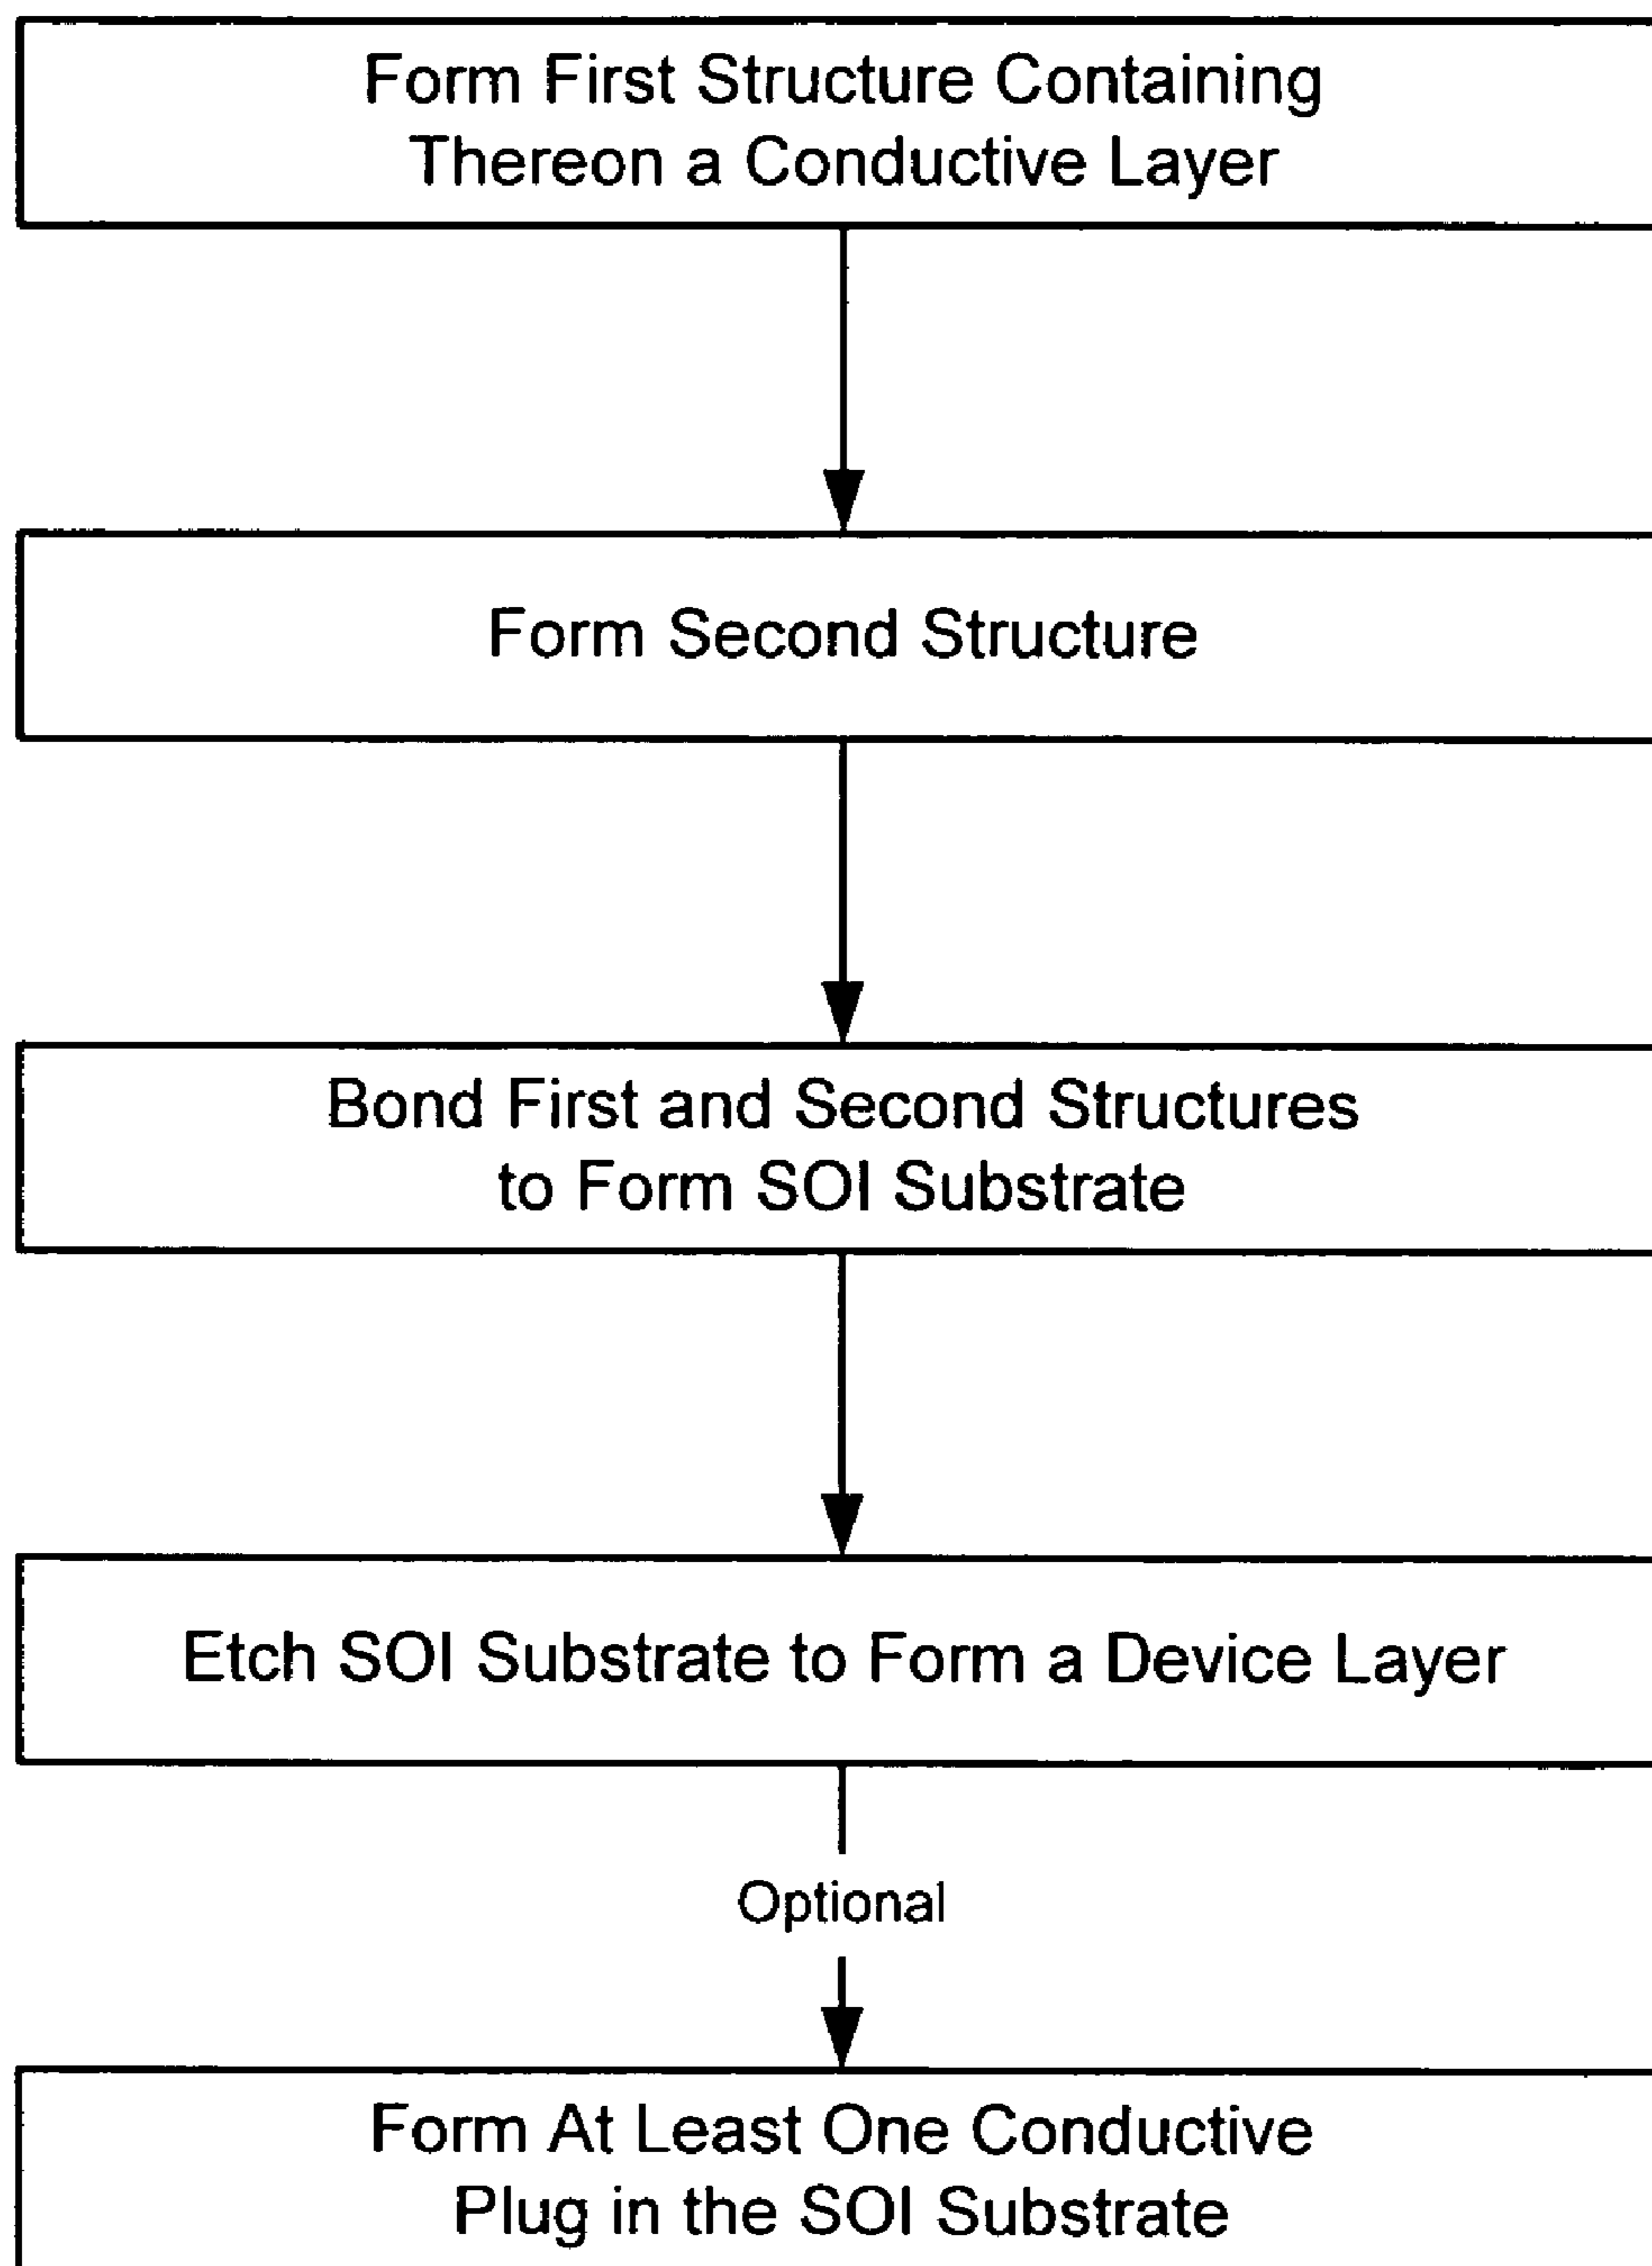 Form First Structure Containing
Thereon a Conductive Layer
Form Second Structure
Bond First and Second Structures
to Form SOI Substrate
Etch SOI Substrate to Form a Device Layer
Optional
Form At Least One Conductive
Plug in the SOI Substrate